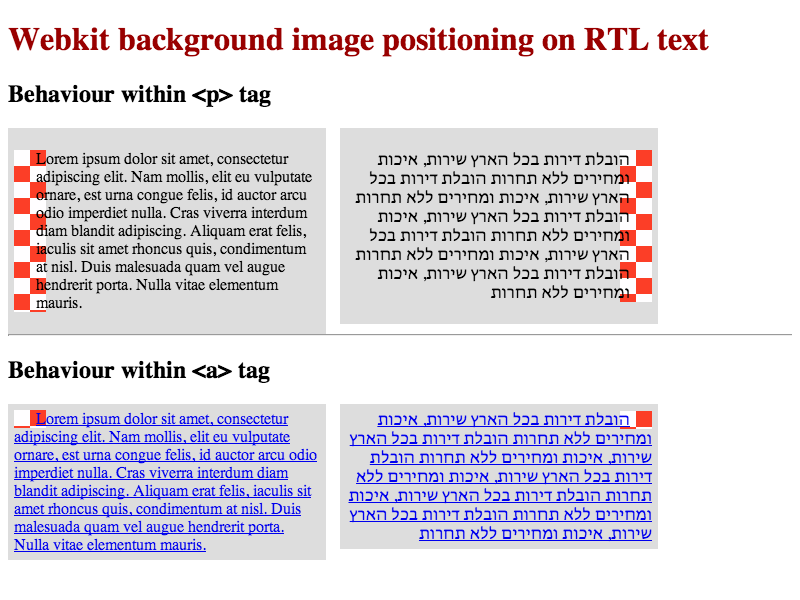 Webkit background image positioning on RTL text
Behaviour within <p> tag
Lorem ipsum dolor sit amet, consectetur
adipiscing elit. Nam mollis, elit eu vulputate
ornare, est urna congue felis, id auctor arcu
odio imperdiet nulla. Cras viverra interdum
diam blandit adipiscing. Aliquam erat felis,
iaculis sit amet rhoncus quis, condimentum
at nisl. Duis malesuada quam vel augue
hendrerit porta. Nulla vitae elementum
mauris.
הובלת דירות בכל הארץ שירות, איכות
ומחירים ללא תחרות הובלת דירות בכל
הארץ שירות, איכות ומחירים ללא תחרות
הובלת דירות בכל הארץ שירות, איכות
ומחירים ללא תחרות הובלת דירות בכל
הארץ שירות, איכות ומחירים ללא תחרות
הובלת דירות בכל הארץ שירות, איכות
ומחירים ללא תחרות
Behaviour within <a> tag
Lorem ipsum dolor sit amet, consectetur
adipiscing elit. Nam mollis, elit eu vulputate
ornare, est urna congue felis, id auctor arcu odio
imperdiet nulla. Cras viverra interdum diam
blandit adipiscing. Aliquam erat felis, iaculis sit
amet rhoncus quis, condimentum at nisl. Duis
malesuada quam vel augue hendrerit porta.
Nulla vitae elementum mauris.
הובלת דירות בכל הארץ שירות, איכות
ומחירים ללא תחרות הובלת דירות בכל הארץ
שירות, איכות ומחירים ללא תחרות הובלת
דירות בכל הארץ שירות, איכות ומחירים ללא
תחרות הובלת דירות בכל הארץ שירות, איכות
ומחירים ללא תחרות הובלת דירות בכל הארץ
שירות, איכות ומחירים ללא תחרות